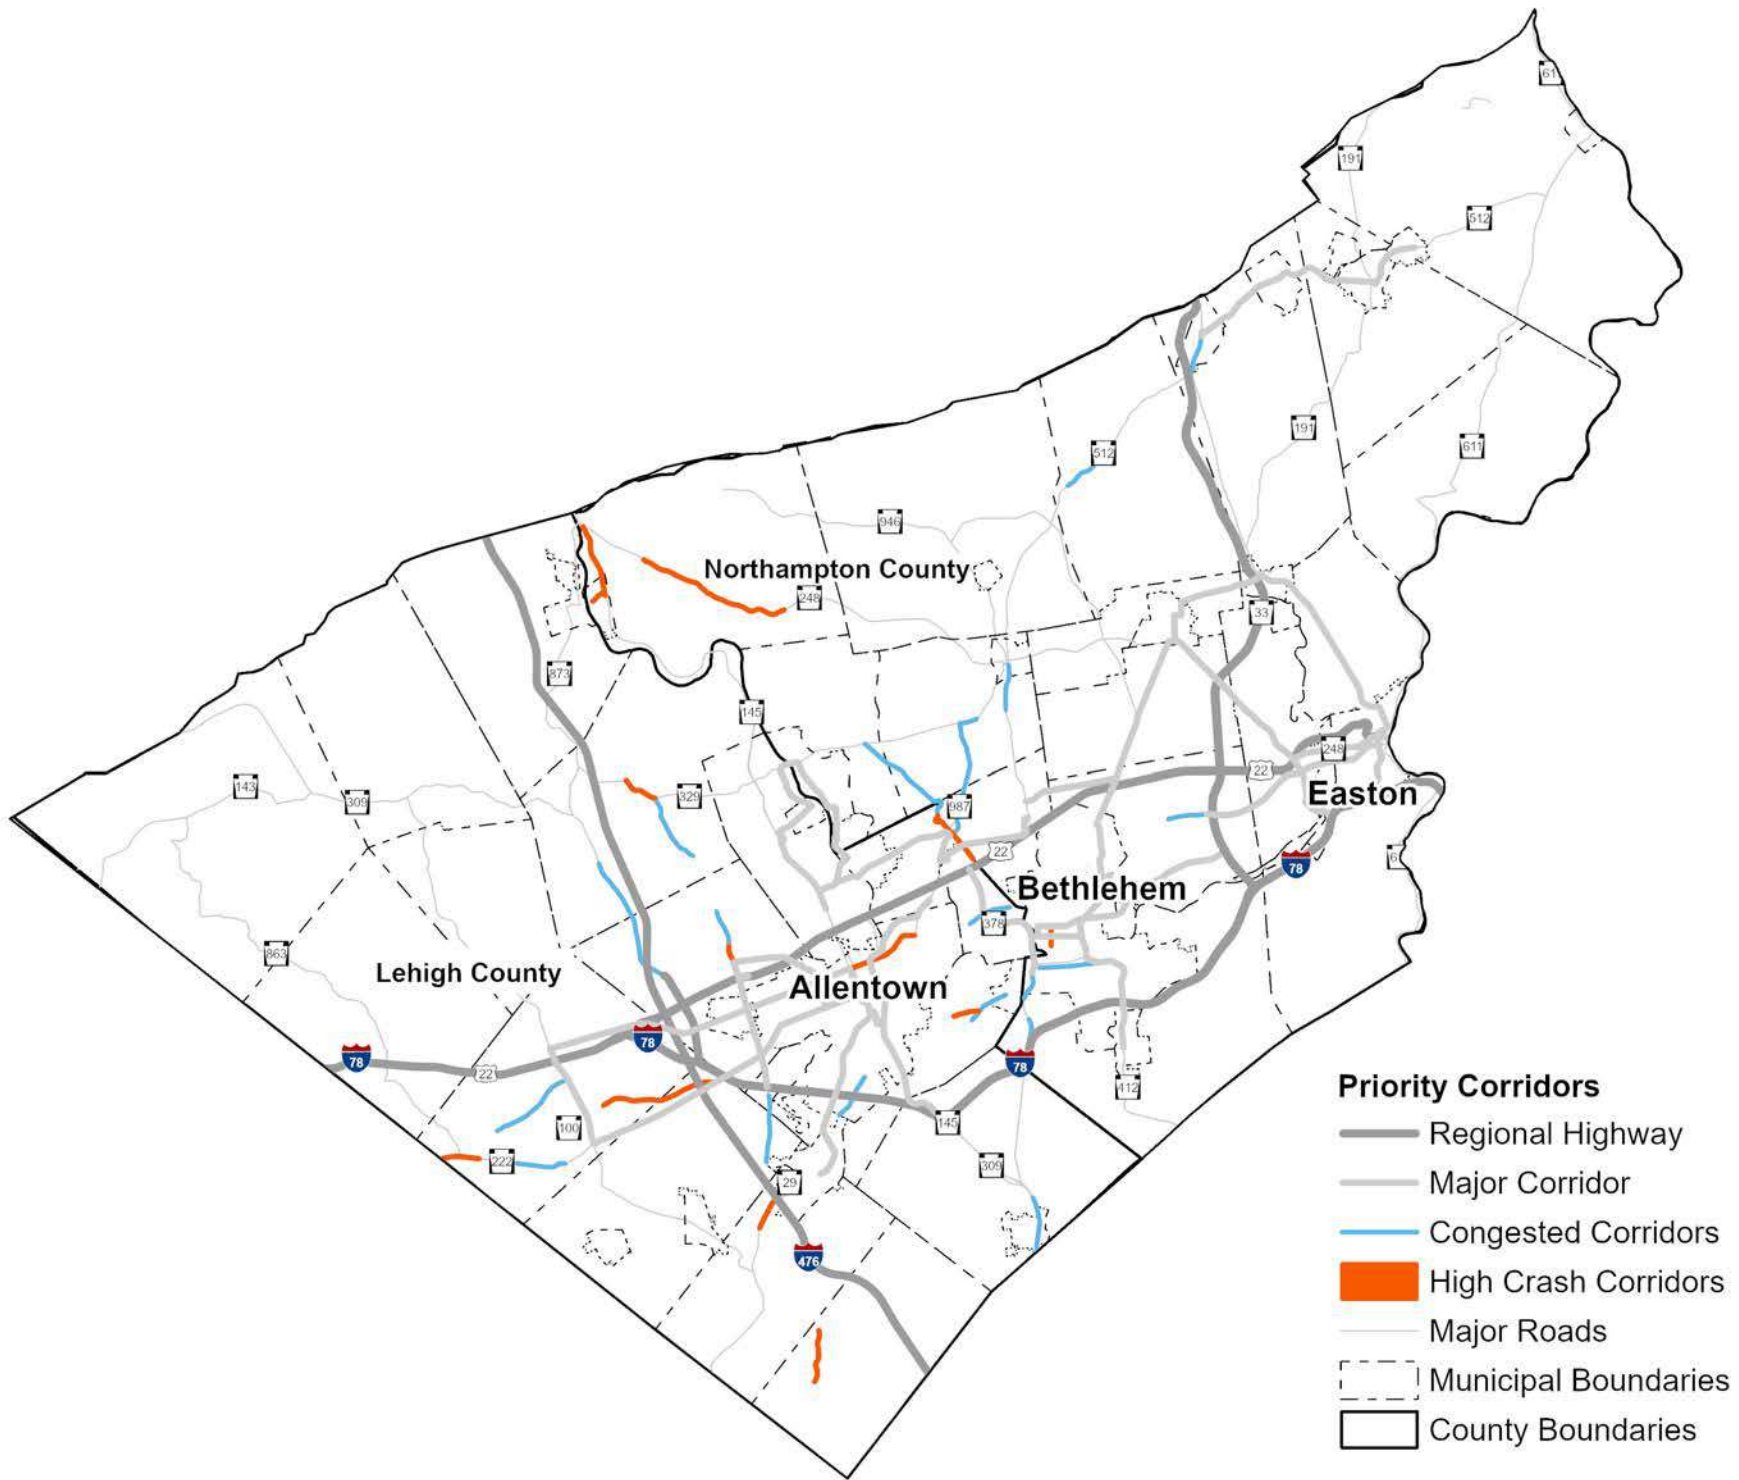 61
191
512
191
512
611
946
Northampton County
248
33
873
145
248
22
143
309
329
987
Easton
22
78
6
Bethlehem
378
863
Lehigh County
Allentown
78
78
22
78
412
100
145
222
309
29
476
Priority Corridors
Regional Highway
Major Corridor
Congested Corridors
High Crash Corridors
Major Roads
Municipal Boundaries
County Boundaries